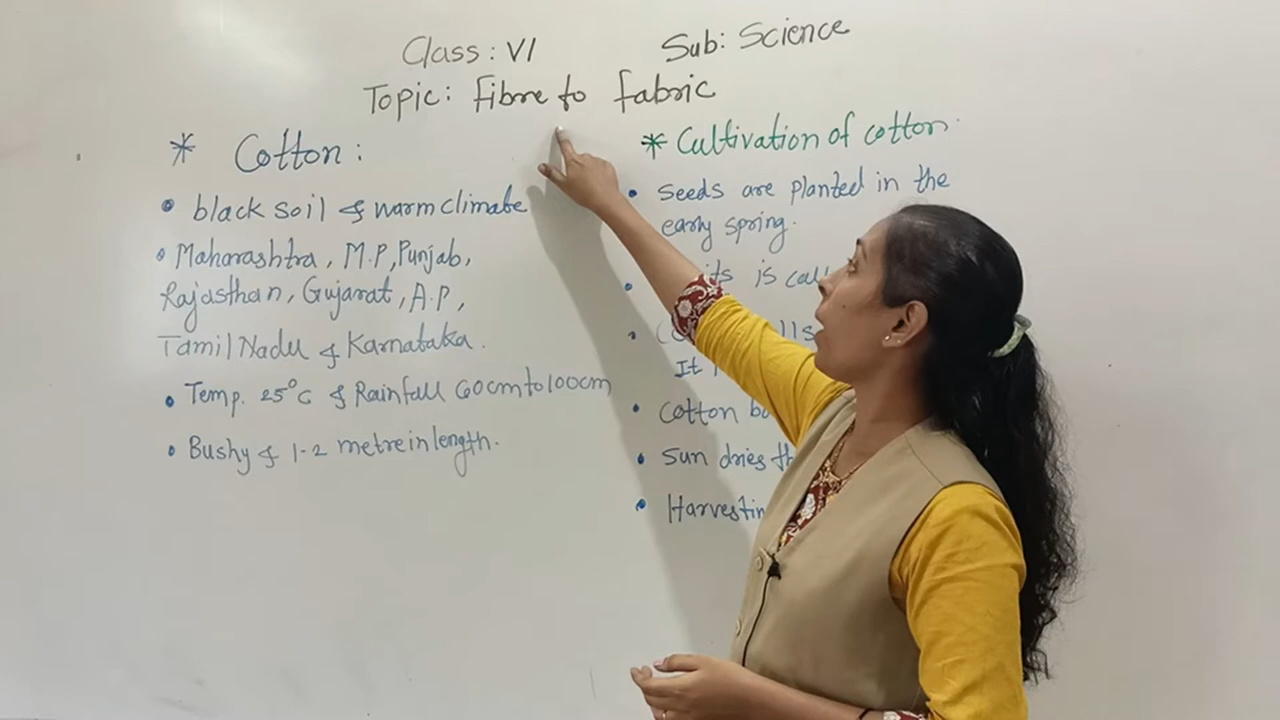 Class: VI Sub: Science
Topic: Fibre to fabric
* Cotton:
• black soil & warm climate
• Maharashtra, M.P, Punjab,
Rajasthan, Gujarat, A.P,
Tamil Nadu & Karnataka.
• Temp. 25°C & Rainfall 60cm to 100cm
• Bushy & 1-2 metre in length.
* Cultivation of cotton.
• Seeds are planted in the
early spring.
• is
•
It
• Cotton
• Sun dries
•